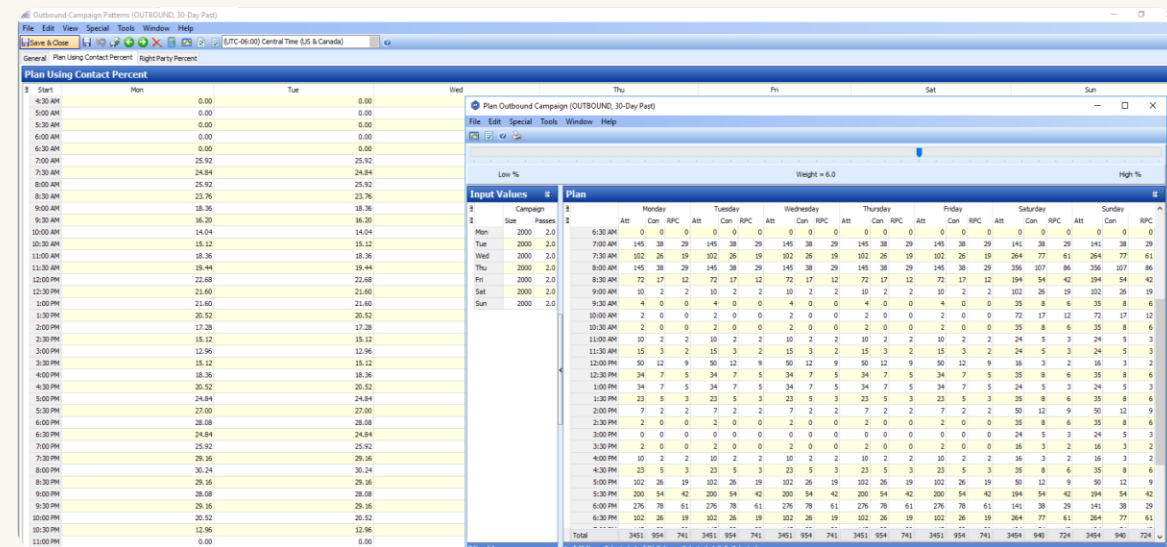 Outbound Campaign Patterns (OUTBOUND, 30-Day Past)
File Edit View Special Tools Window Help
Save & Close (UTC-06:00) Central Time (US & Canada)
General Plan Using Contact Percent Right Party Percent
Plan Using Contact Percent
Start Mon Tue Wed Thu Fri Sat Sun
4:30 AM 0.00 0.00
5:00 AM 0.00 0.00
5:30 AM 0.00 0.00
6:00 AM 0.00 0.00
6:30 AM 0.00 0.00
7:00 AM 25.92 25.92
7:30 AM 24.84 24.84
8:00 AM 25.92 25.92
8:30 AM 23.76 23.76
9:00 AM 18.36 18.36
9:30 AM 16.20 16.20
10:00 AM 14.04 14.04
10:30 AM 15.12 15.12
11:00 AM 18.36 18.36
11:30 AM 19.44 19.44
12:00 PM 22.68 22.68
12:30 PM 21.60 21.60
1:00 PM 21.60 21.60
1:30 PM 20.52 20.52
2:00 PM 17.28 17.28
2:30 PM 15.12 15.12
3:00 PM 12.96 12.96
3:30 PM 15.12 15.12
4:00 PM 18.36 18.36
4:30 PM 20.52 20.52
5:00 PM 24.84 24.84
5:30 PM 27.00 27.00
6:00 PM 28.08 28.08
6:30 PM 24.84 24.84
7:00 PM 25.92 25.92
7:30 PM 29.16 29.16
8:00 PM 30.24 30.24
8:30 PM 29.16 29.16
9:00 PM 28.08 28.08
9:30 PM 29.16 29.16
10:00 PM 20.52 20.52
10:30 PM 12.96 12.96
11:00 PM 0.00 0.00
Plan Outbound Campaign (OUTBOUND, 30-Day Past)
File Edit Special Tools Window Help
Low % Weight = 6.0 High %
Input Values
Campaign
Size Passes
Mon 2000 2.0
Tue 2000 2.0
Wed 2000 2.0
Thu 2000 2.0
Fri 2000 2.0
Sat 2000 2.0
Sun 2000 2.0
Plan
Monday Tuesday Wednesday Thursday Friday Saturday Sunday
Att Con RPC Att Con RPC Att Con RPC Att Con RPC Att Con RPC Att Con RPC Att Con RPC
6:30 AM 0 0 0 0 0 0 0 0 0 0 0 0 0 0 0 0 0 0 0 0 0
7:00 AM 145 38 29 145 38 29 145 38 29 145 38 29 145 38 29 141 38 29 141 38 29
7:30 AM 102 26 19 102 26 19 102 26 19 102 26 19 102 26 19 264 77 61 264 77 61
8:00 AM 145 38 29 145 38 29 145 38 29 145 38 29 145 38 29 356 107 86 356 107 86
8:30 AM 72 17 12 72 17 12 72 17 12 72 17 12 72 17 12 194 54 42 194 54 42
9:00 AM 10 2 2 10 2 2 10 2 2 10 2 2 10 2 2 102 26 19 102 26 19
9:30 AM 4 0 0 4 0 0 4 0 0 4 0 0 4 0 0 35 8 6 35 8 6
10:00 AM 2 0 0 2 0 0 2 0 0 2 0 0 2 0 0 72 17 12 72 17 12
10:30 AM 2 0 0 2 0 0 2 0 0 2 0 0 2 0 0 35 8 6 35 8 6
11:00 AM 10 2 2 10 2 2 10 2 2 10 2 2 10 2 2 24 5 3 24 5 3
11:30 AM 15 3 2 15 3 2 15 3 2 15 3 2 15 3 2 24 5 3 24 5 3
12:00 PM 50 12 9 50 12 9 50 12 9 50 12 9 50 12 9 16 3 2 16 3 2
12:30 PM 34 7 5 34 7 5 34 7 5 34 7 5 34 7 5 35 8 6 35 8 6
1:00 PM 34 7 5 34 7 5 34 7 5 34 7 5 34 7 5 24 5 3 24 5 3
1:30 PM 23 5 3 23 5 3 23 5 3 23 5 3 23 5 3 35 8 6 35 8 6
2:00 PM 7 2 2 7 2 2 7 2 2 7 2 2 7 2 2 50 12 9 50 12 9
2:30 PM 2 0 0 2 0 0 2 0 0 2 0 0 2 0 0 35 8 6 35 8 6
3:00 PM 0 0 0 0 0 0 0 0 0 0 0 0 0 0 0 24 5 3 24 5 3
3:30 PM 2 0 0 2 0 0 2 0 0 2 0 0 2 0 0 16 3 2 16 3 2
4:00 PM 10 2 2 10 2 2 10 2 2 10 2 2 10 2 2 16 3 2 16 3 2
4:30 PM 23 5 3 23 5 3 23 5 3 23 5 3 23 5 3 35 8 6 35 8 6
5:00 PM 102 26 19 102 26 19 102 26 19 102 26 19 102 26 19 50 12 9 50 12 9
5:30 PM 200 54 42 200 54 42 200 54 42 200 54 42 200 54 42 194 54 42 194 54 42
6:00 PM 276 78 61 276 78 61 276 78 61 276 78 61 276 78 61 141 38 29 141 38 29
6:30 PM 102 26 19 102 26 19 102 26 19 102 26 19 102 26 19 264 77 61 264 77 61
Total 3451 954 741 3451 954 741 3451 954 741 3451 954 741 3451 954 741 3454 940 724 3454 940 724